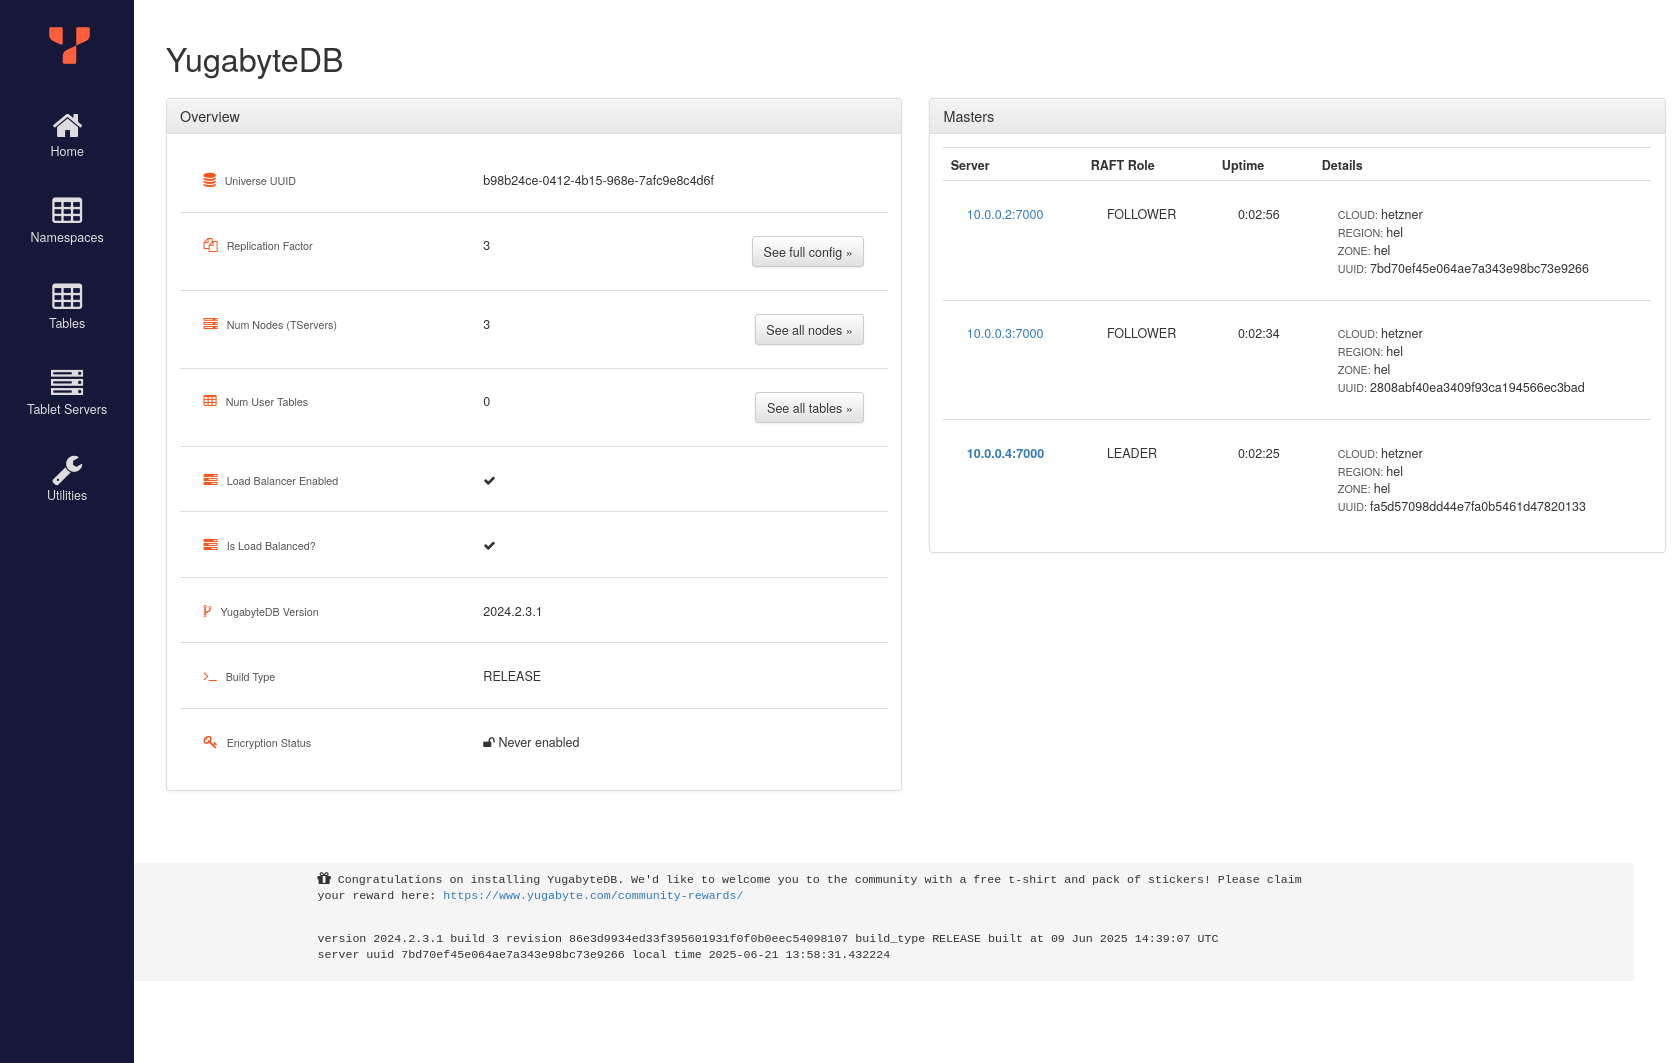 Home
Namespaces
Tables
Tablet Servers
Utilities
YugabyteDB
Overview
Universe UUID b98b24ce-0412-4b15-968e-7afc9e8c4d6f
Replication Factor 3 See full config »
Num Nodes (TServers) 3 See all nodes »
Num User Tables 0 See all tables »
Load Balancer Enabled
Is Load Balanced?
YugabyteDB Version 2024.2.3.1
Build Type RELEASE
Encryption Status Never enabled
Masters
Server RAFT Role Uptime Details
10.0.0.2:7000 FOLLOWER 0:02:56 CLOUD: hetzner
REGION: hel
ZONE: hel
UUID: 7bd70ef45e064ae7a343e98bc73e9266
10.0.0.3:7000 FOLLOWER 0:02:34 CLOUD: hetzner
REGION: hel
ZONE: hel
UUID: 2808abf40ea3409f93ca194566ec3bad
10.0.0.4:7000 LEADER 0:02:25 CLOUD: hetzner
REGION: hel
ZONE: hel
UUID: fa5d57098dd44e7fa0b5461d47820133
Congratulations on installing YugabyteDB. We'd like to welcome you to the community with a free t-shirt and pack of stickers! Please claim
your reward here: https://www.yugabyte.com/community-rewards/
version 2024.2.3.1 build 3 revision 86e3d9934ed33f395601931f0f0b0eec54098107 build_type RELEASE built at 09 Jun 2025 14:39:07 UTC
server uuid 7bd70ef45e064ae7a343e98bc73e9266 local time 2025-06-21 13:58:31.432224